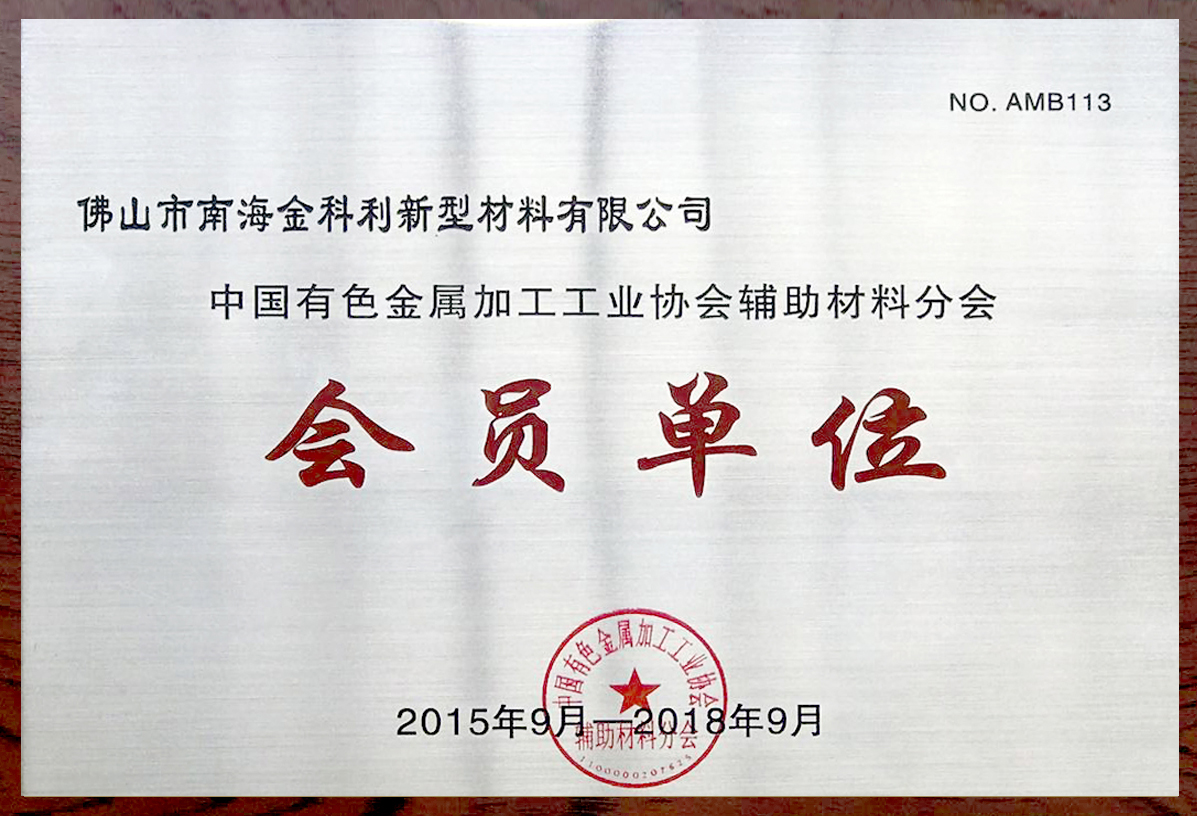 NO. AMB113
佛山市南海金科利新型材料有限公司
中国有色金属加工工业协会辅助材料分会
会员单位
中国有色金属加工工业协会
2015年9月—2018年9月
辅助材料分会